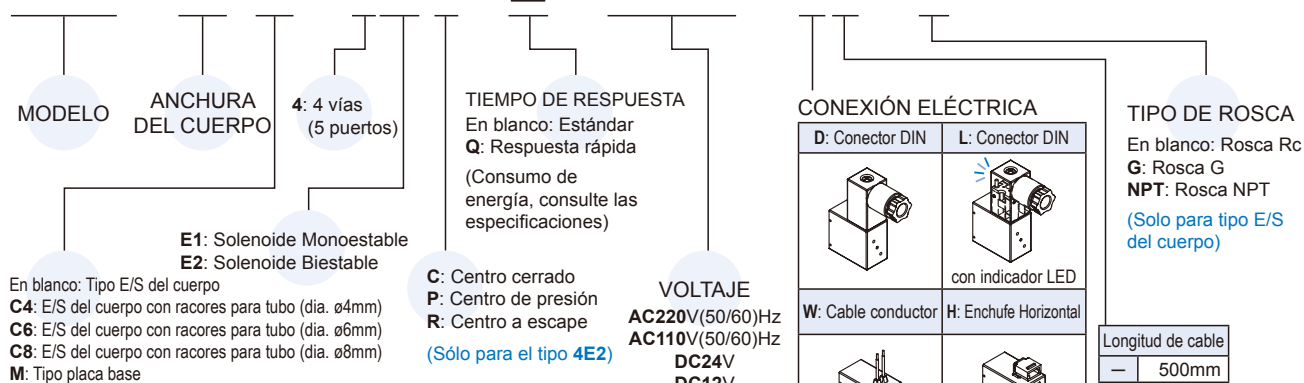 MODELO
ANCHURA
DEL CUERPO
4: 4 vías
(5 puertos)
TIEMPO DE RESPUESTA
En blanco: Estándar
Q: Respuesta rápida
(Consumo de
energía, consulte las
especificaciones)
CONEXIÓN ELÉCTRICA
D: Conector DIN
L: Conector DIN
con indicador LED
W: Cable conductor
H: Enchufe Horizontal
TIPO DE ROSCA
En blanco: Rosca Rc
G: Rosca G
NPT: Rosca NPT
(Solo para tipo E/S
del cuerpo)
E1: Solenoide Monoestable
E2: Solenoide Biestable
En blanco: Tipo E/S del cuerpo
C4: E/S del cuerpo con racores para tubo (dia. ø4mm)
C6: E/S del cuerpo con racores para tubo (dia. ø6mm)
C8: E/S del cuerpo con racores para tubo (dia. ø8mm)
M: Tipo placa base
C: Centro cerrado
P: Centro de presión
R: Centro a escape
(Sólo para el tipo 4E2)
VOLTAJE
AC220V(50/60)Hz
AC110V(50/60)Hz
DC24V
DC12V
Longitud de cable
— 500mm